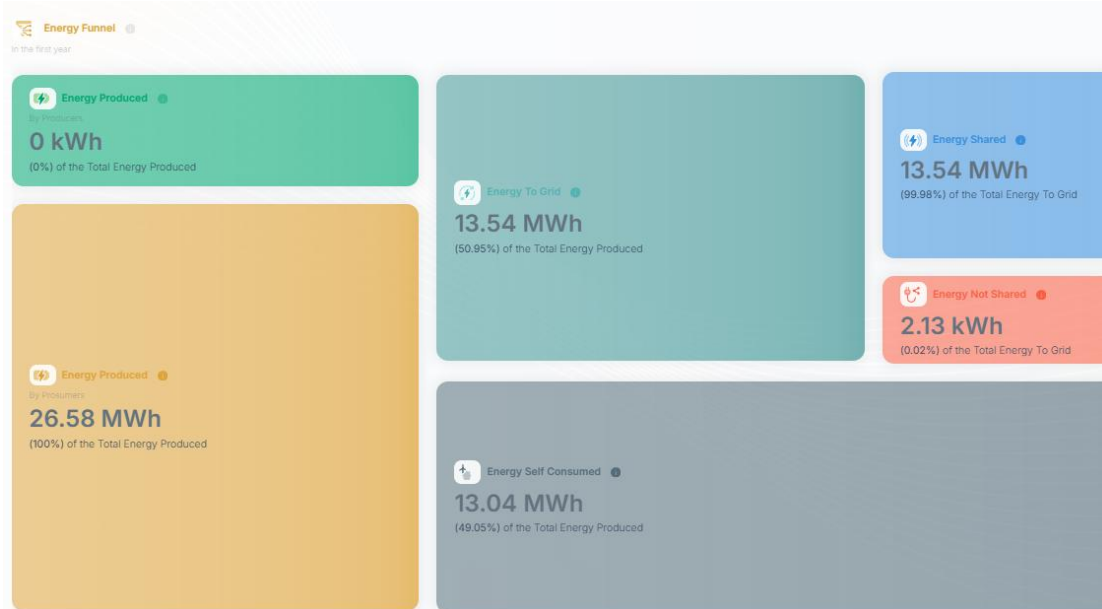 Energy Funnel
In the first year
Energy Produced
By Producers
0 kWh
(0%) of the Total Energy Produced
Energy Produced
By Prosumers
26.58 MWh
(100%) of the Total Energy Produced
Energy To Grid
13.54 MWh
(50.95%) of the Total Energy Produced
Energy Self Consumed
13.04 MWh
(49.05%) of the Total Energy Produced
Energy Shared
13.54 MWh
(99.98%) of the Total Energy To Grid
Energy Not Shared
2.13 kWh
(0.02%) of the Total Energy To Grid